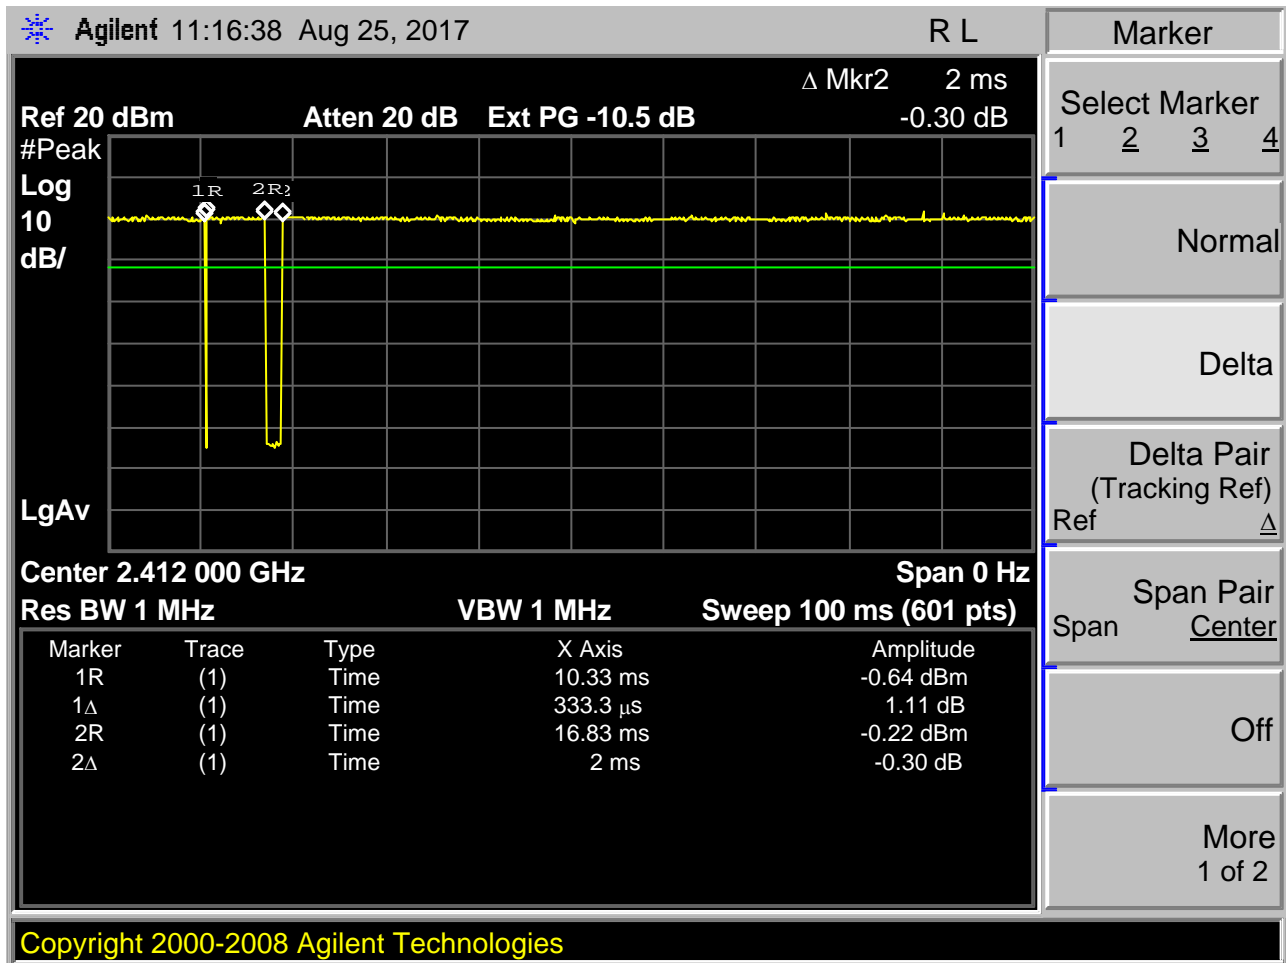 Agilent 11:16:38 Aug 25, 2017 R L
Marker
Δ Mkr2 2 ms
Ref 20 dBm Atten 20 dB Ext PG -10.5 dB -0.30 dB
#Peak
Log
10
dB/
1R 2R
LgAv
Center 2.412 000 GHz Span 0 Hz
Res BW 1 MHz VBW 1 MHz Sweep 100 ms (601 pts)
Marker Trace Type X Axis Amplitude
1R (1) Time 10.33 ms -0.64 dBm
1Δ (1) Time 333.3 μs 1.11 dB
2R (1) Time 16.83 ms -0.22 dBm
2Δ (1) Time 2 ms -0.30 dB
Select Marker
1 2 3 4
Normal
Delta
Delta Pair
(Tracking Ref)
Ref Δ
Span Pair
Span Center
Off
More
1 of 2
Copyright 2000-2008 Agilent Technologies